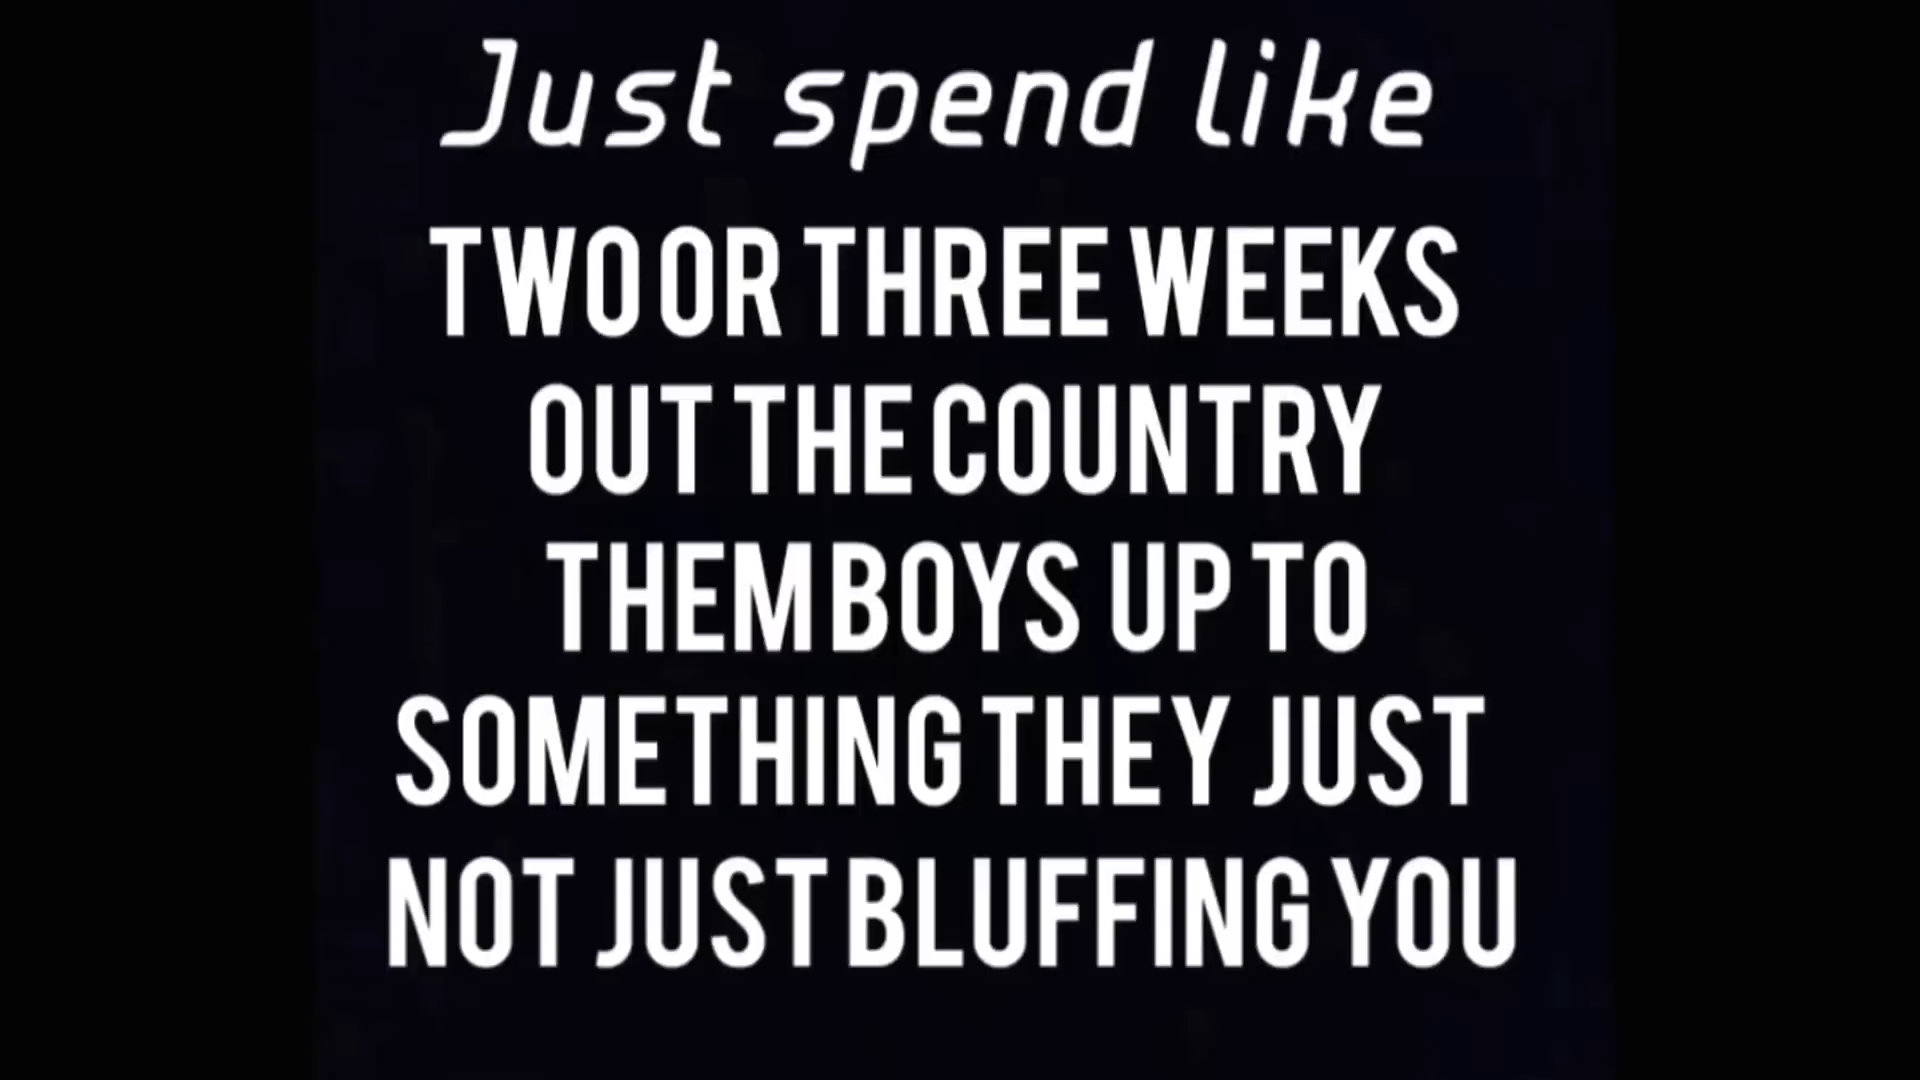 Just spend like
TWO OR THREE WEEKS
OUT THE COUNTRY
THEM BOYS UP TO
SOMETHING THEY JUST
NOT JUST BLUFFING YOU